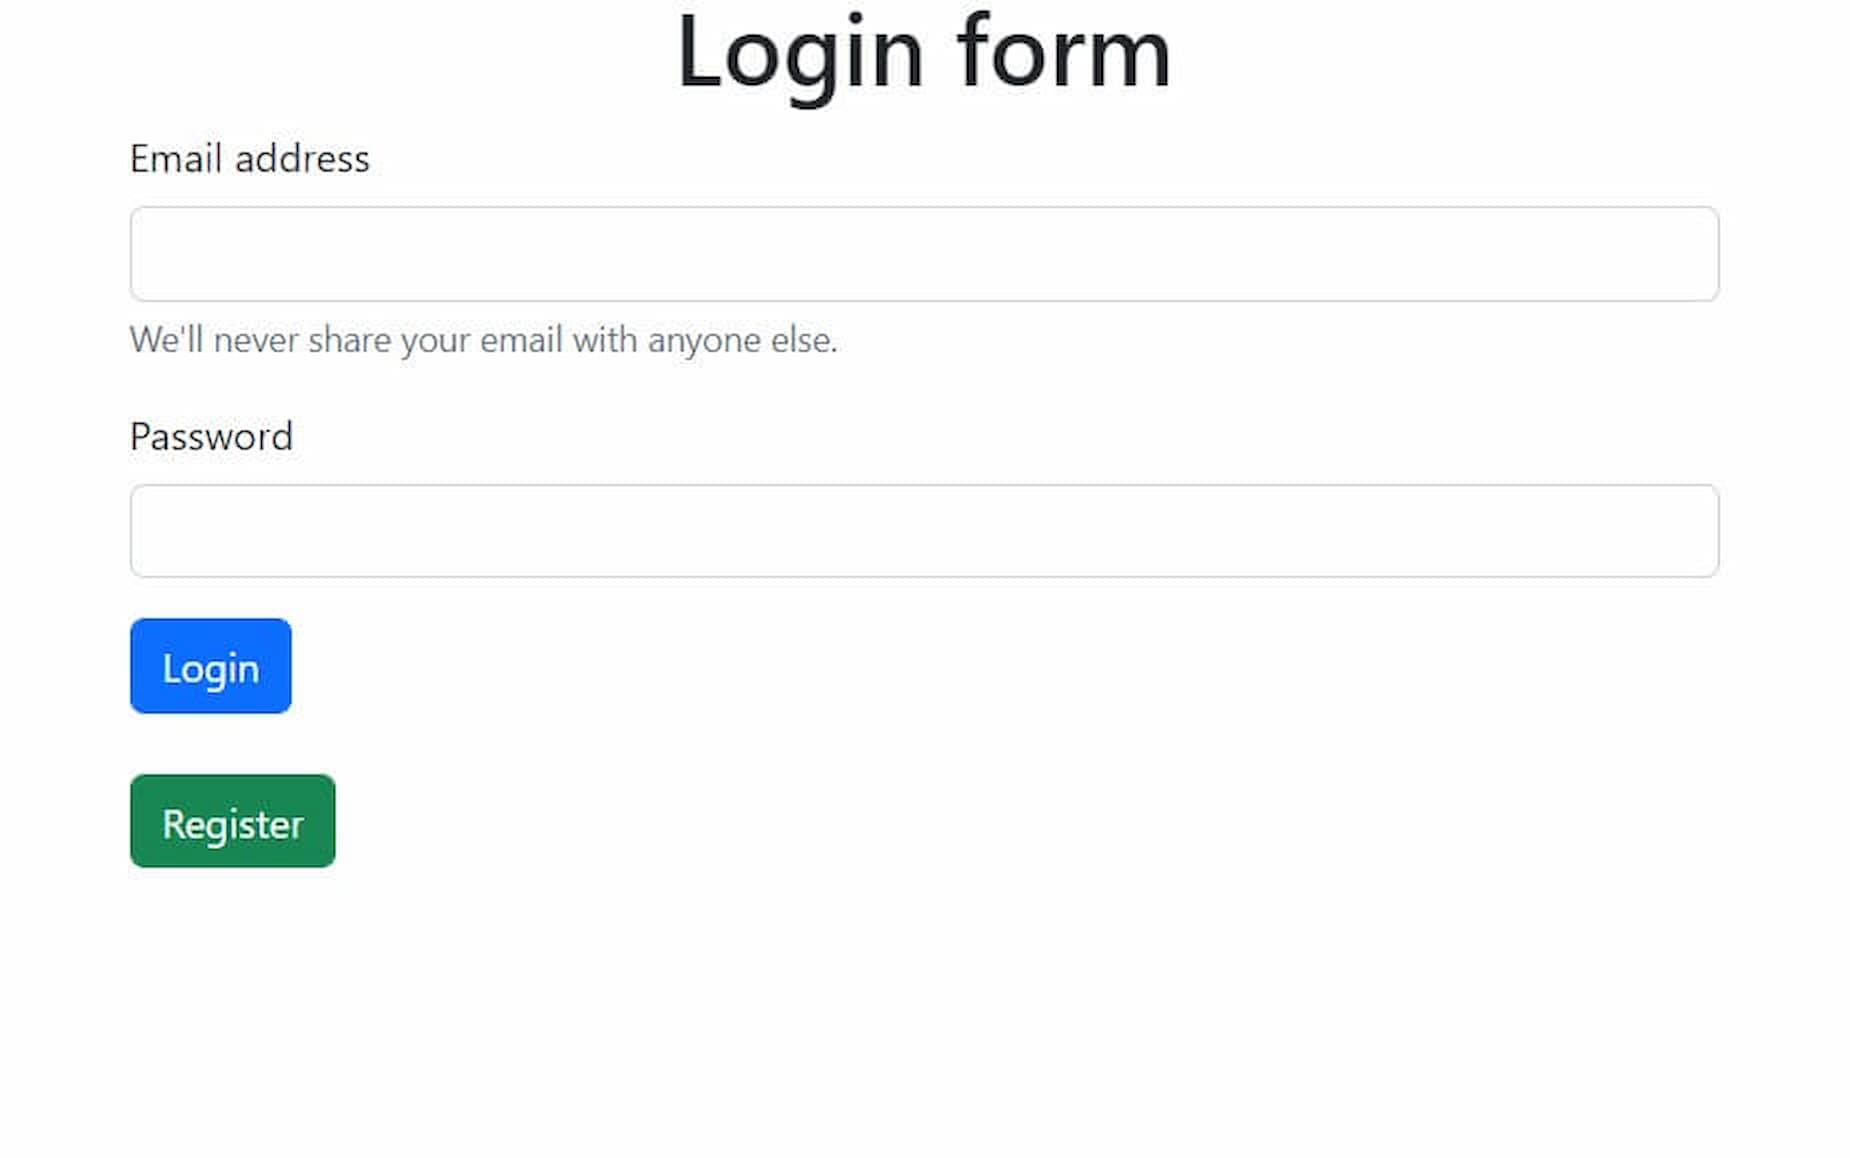 Login form
Email address
We'll never share your email with anyone else.
Password
Login
Register